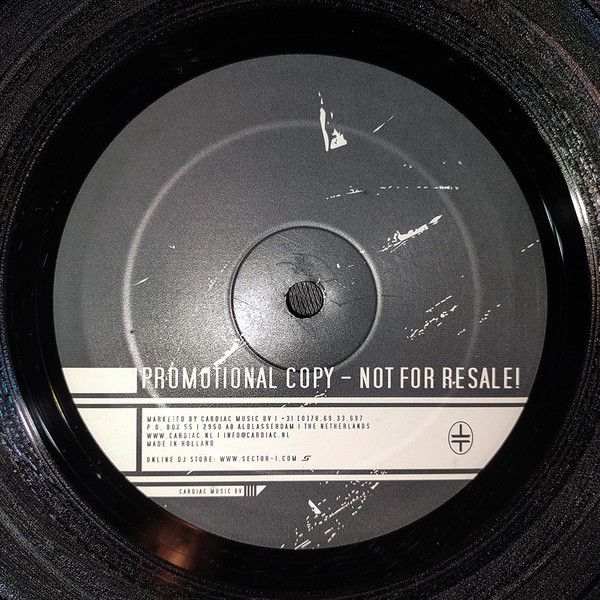 PROMOTIONAL COPY – NOT FOR RESALE!
MARKETED BY CARDIAC MUSIC BV | +31 (0)78.69.33.697
P.O. BOX 55 | 2950 AB ALBLASSERDAM | THE NETHERLANDS
WWW.CARDIAC.NL | INFO@CARDIAC.NL
MADE IN HOLLAND
ONLINE DJ STORE: WWW.SECTOR-1.COM
CARDIAC MUSIC BV